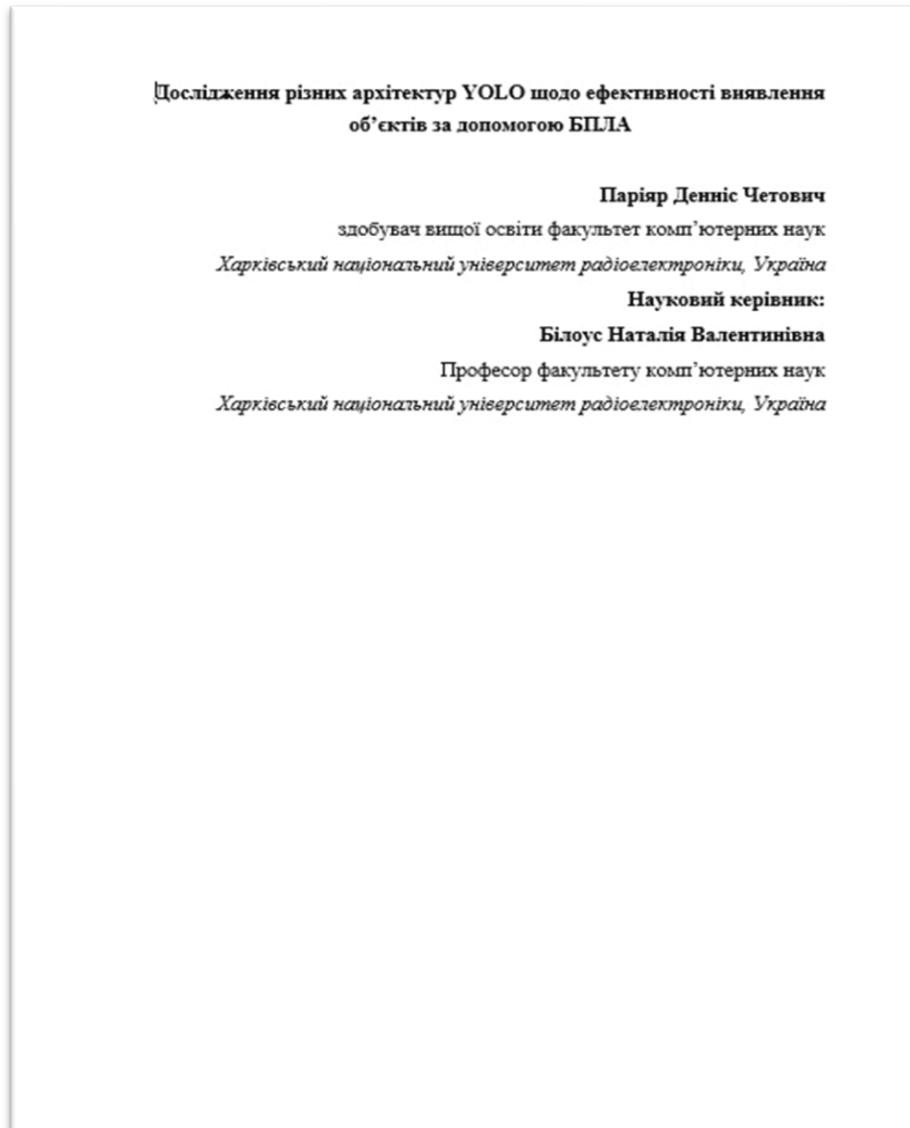 Дослідження різних архітектур YOLO щодо ефективності виявлення
об’єктів за допомогою БПЛА
Паріяр Денніс Четович
здобувач вищої освіти факультет комп’ютерних наук
Харківський національний університет радіоелектроніки, Україна
Науковий керівник:
Білоус Наталія Валентинівна
Професор факультету комп’ютерних наук
Харківський національний університет радіоелектроніки, Україна